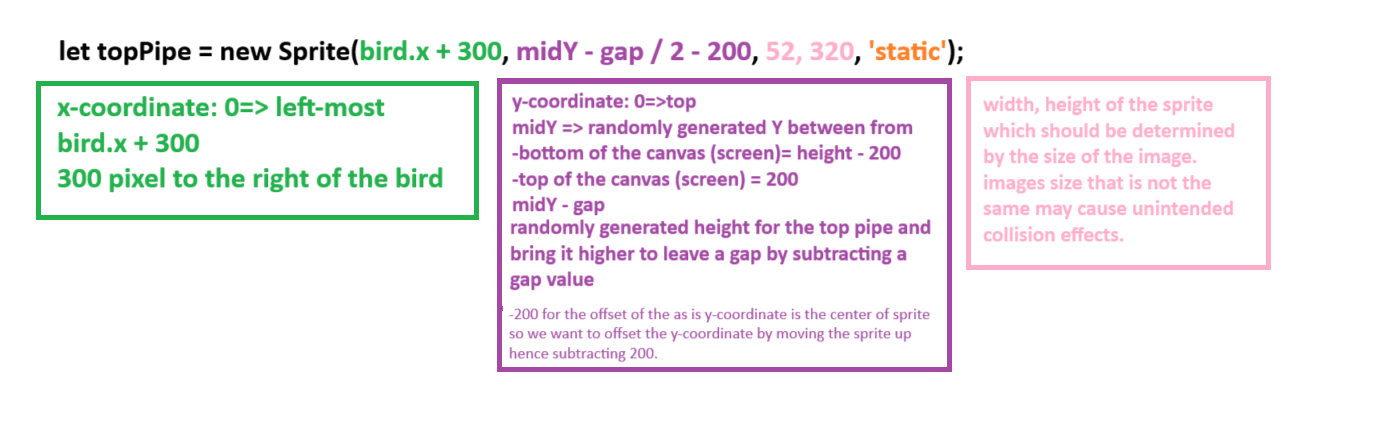 let topPipe = new Sprite(bird.x + 300, midY - gap / 2 - 200, 52, 320, 'static');
x-coordinate: 0=> left-most
bird.x + 300
300 pixel to the right of the bird
y-coordinate: 0=>top
midY => randomly generated Y between from
-bottom of the canvas (screen)= height - 200
-top of the canvas (screen) = 200
midY - gap
randomly generated height for the top pipe and
bring it higher to leave a gap by subtracting a
gap value
-200 for the offset of the as is y-coordinate is the center of sprite
so we want to offset the y-coordinate by moving the sprite up
hence subtracting 200.
width, height of the sprite
which should be determined
by the size of the image.
images size that is not the
same may cause unintended
collision effects.